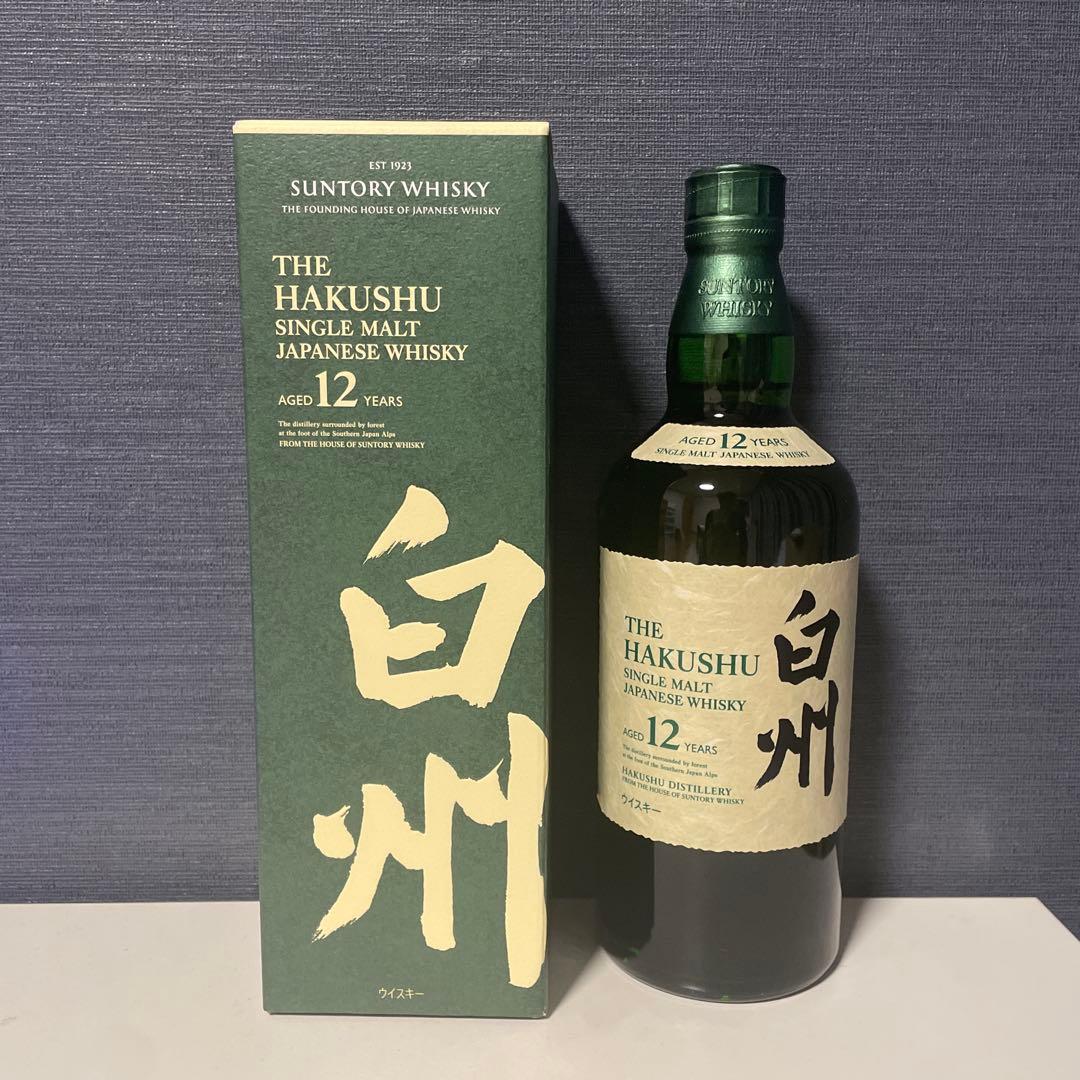 EST 1923
SUNTORY WHISKY
THE FOUNDING HOUSE OF JAPANESE WHISKY
THE
HAKUSHU
SINGLE MALT
JAPANESE WHISKY
AGED 12 YEARS
The distillery surrounded by forest
at the foot of the Southern Japan Alps
FROM THE HOUSE OF SUNTORY WHISKY
白州
ウイスキー
SUNTORY
WHISKY
AGED 12 YEARS
SINGLE MALT JAPANESE WHISKY
THE
HAKUSHU
SINGLE MALT
JAPANESE WHISKY
AGED 12 YEARS
The distillery surrounded by forest
at the foot of the Southern Japan Alps
HAKUSHU DISTILLERY
FROM THE HOUSE OF SUNTORY WHISKY
ウイスキー
白州